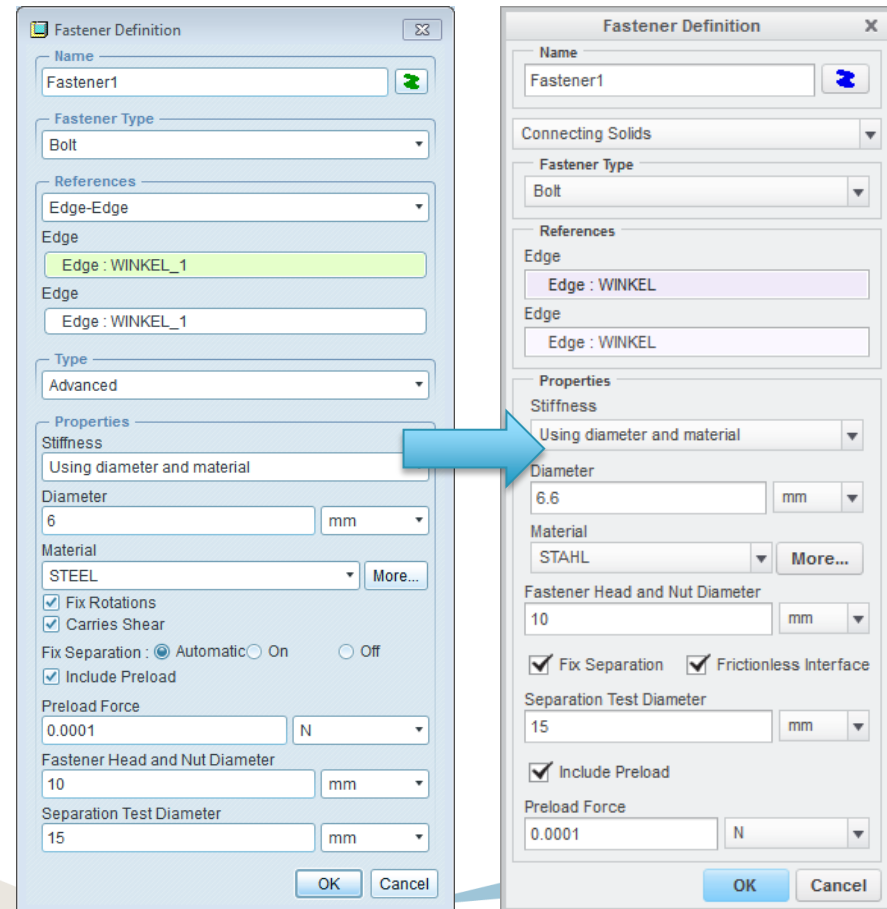 Fastener Definition
Name
Fastener1
Fastener Type
Bolt
References
Edge-Edge
Edge
Edge : WINKEL_1
Edge
Edge : WINKEL_1
Type
Advanced
Properties
Stiffness
Using diameter and material
Diameter
6 mm
Material
STEEL More...
Fix Rotations
Carries Shear
Fix Separation : Automatic On Off
Include Preload
Preload Force
0.0001 N
Fastener Head and Nut Diameter
10 mm
Separation Test Diameter
15 mm
OK Cancel
Fastener Definition
Name
Fastener1
Connecting Solids
Fastener Type
Bolt
References
Edge
Edge : WINKEL
Edge
Edge : WINKEL
Properties
Stiffness
Using diameter and material
Diameter
6.6 mm
Material
STAHL More...
Fastener Head and Nut Diameter
10 mm
Fix Separation Frictionless Interface
Separation Test Diameter
15 mm
Include Preload
Preload Force
0.0001 N
OK Cancel